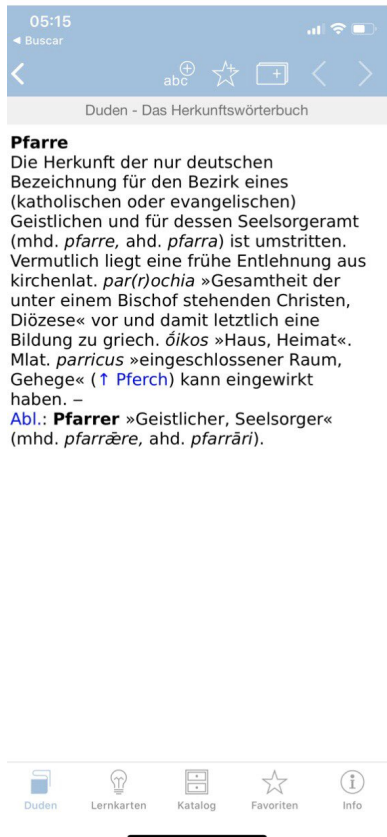 05:15
◄ Buscar
abc
Duden - Das Herkunftswörterbuch
Pfarre
Die Herkunft der nur deutschen
Bezeichnung für den Bezirk eines
(katholischen oder evangelischen)
Geistlichen und für dessen Seelsorgeramt
(mhd. pfarre, ahd. pfarra) ist umstritten.
Vermutlich liegt eine frühe Entlehnung aus
kirchenlat. par(r)ochia »Gesamtheit der
unter einem Bischof stehenden Christen,
Diözese« vor und damit letztlich eine
Bildung zu griech. ō̃ikos »Haus, Heimat«.
Mlat. parricus »eingeschlossener Raum,
Gehege« (↑ Pferch) kann eingewirkt
haben. –
Abl.: Pfarrer »Geistlicher, Seelsorger«
(mhd. pfarrǣre, ahd. pfarrāri).
Duden
Lernkarten
Katalog
Favoriten
Info